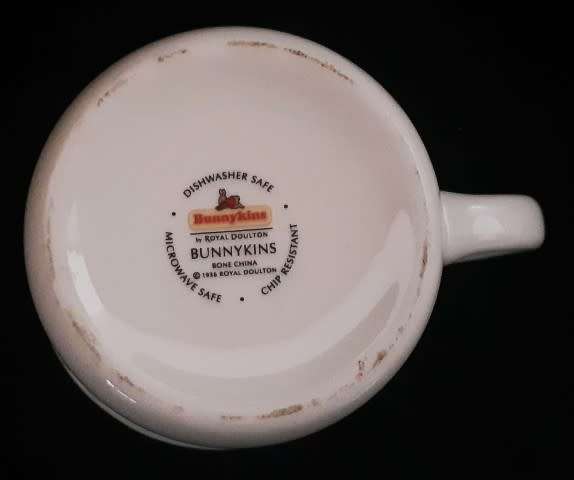 DISHWASHER SAFE
Bunnykins
by ROYAL DOULTON
BUNNYKINS
BONE CHINA
© 1936 ROYAL DOULTON
MICROWAVE SAFE
CHIP RESISTANT